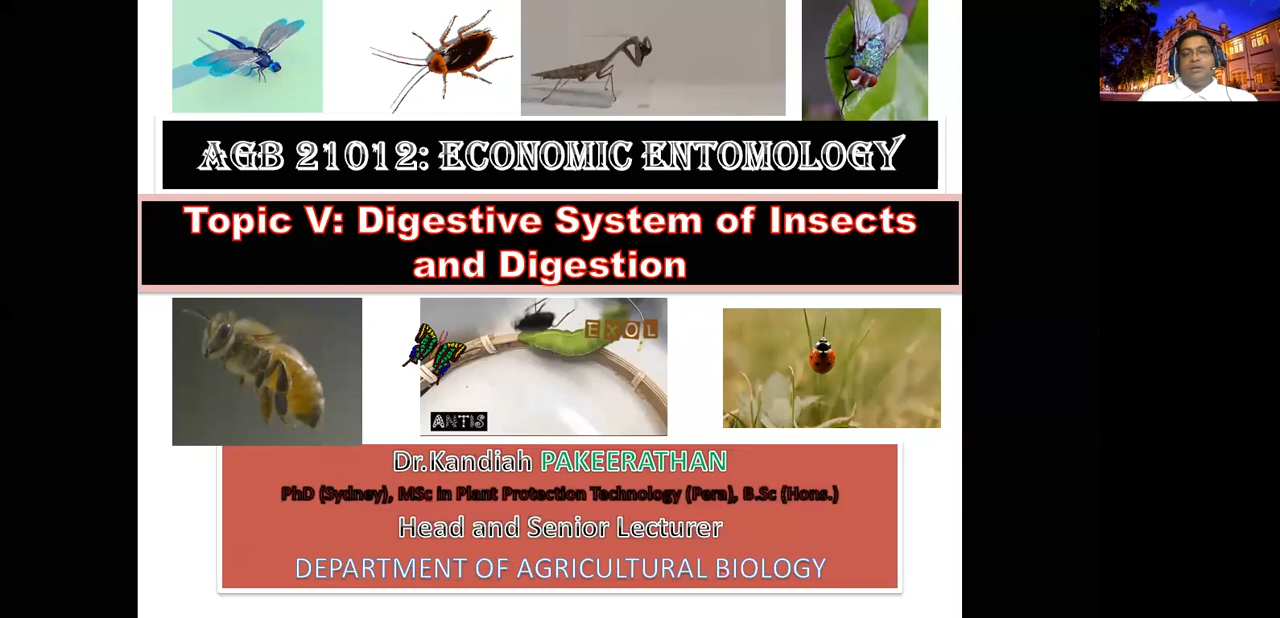 AGB 21012: ECONOMIC ENTOMOLOGY
Topic V: Digestive System of Insects
and Digestion
EXOL
ANTIS
Dr.Kandiah PAKEERATHAN
PhD (Sydney), MSc in Plant Protection Technology (Pera), B.Sc (Hons.)
Head and Senior Lecturer
DEPARTMENT OF AGRICULTURAL BIOLOGY